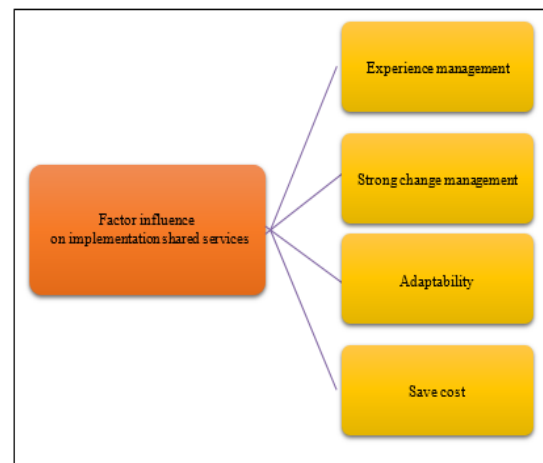 Factor influence
on implementation shared services
Experience management
Strong change management
Adaptability
Save cost